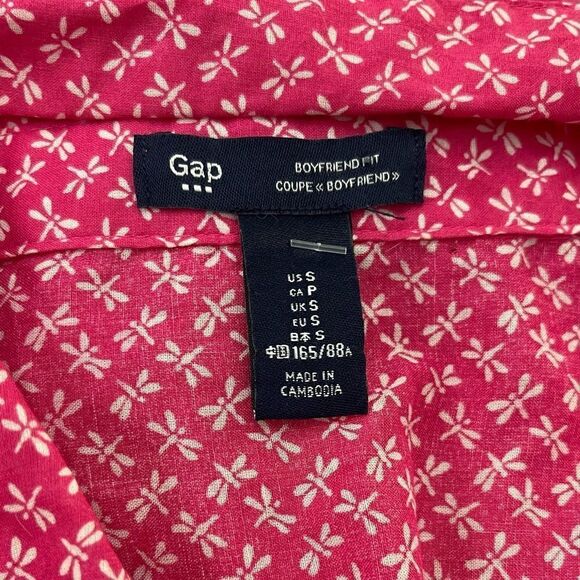 Gap
BOYFRIEND FIT
COUPE « BOYFRIEND »
US S
CA P
UK S
EU S
日本 S
中国 165/88A
MADE IN
CAMBODIA